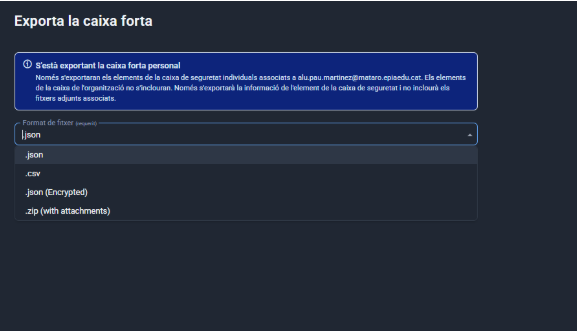 Exporta la caixa forta
S'està exportant la caixa forta personal
Només s'exportaran els elements de la caixa de seguretat individuals associats a alu.pau.martinez@mataro.epiaedu.cat. Els elements
de la caixa de l'organització no s'inclouran. Només s'exportarà la informació de l'element de la caixa de seguretat i no inclourà els
fitxers adjunts associats.
Format de fitxer (requerit)
.json
.json
.csv
.json (Encrypted)
.zip (with attachments)